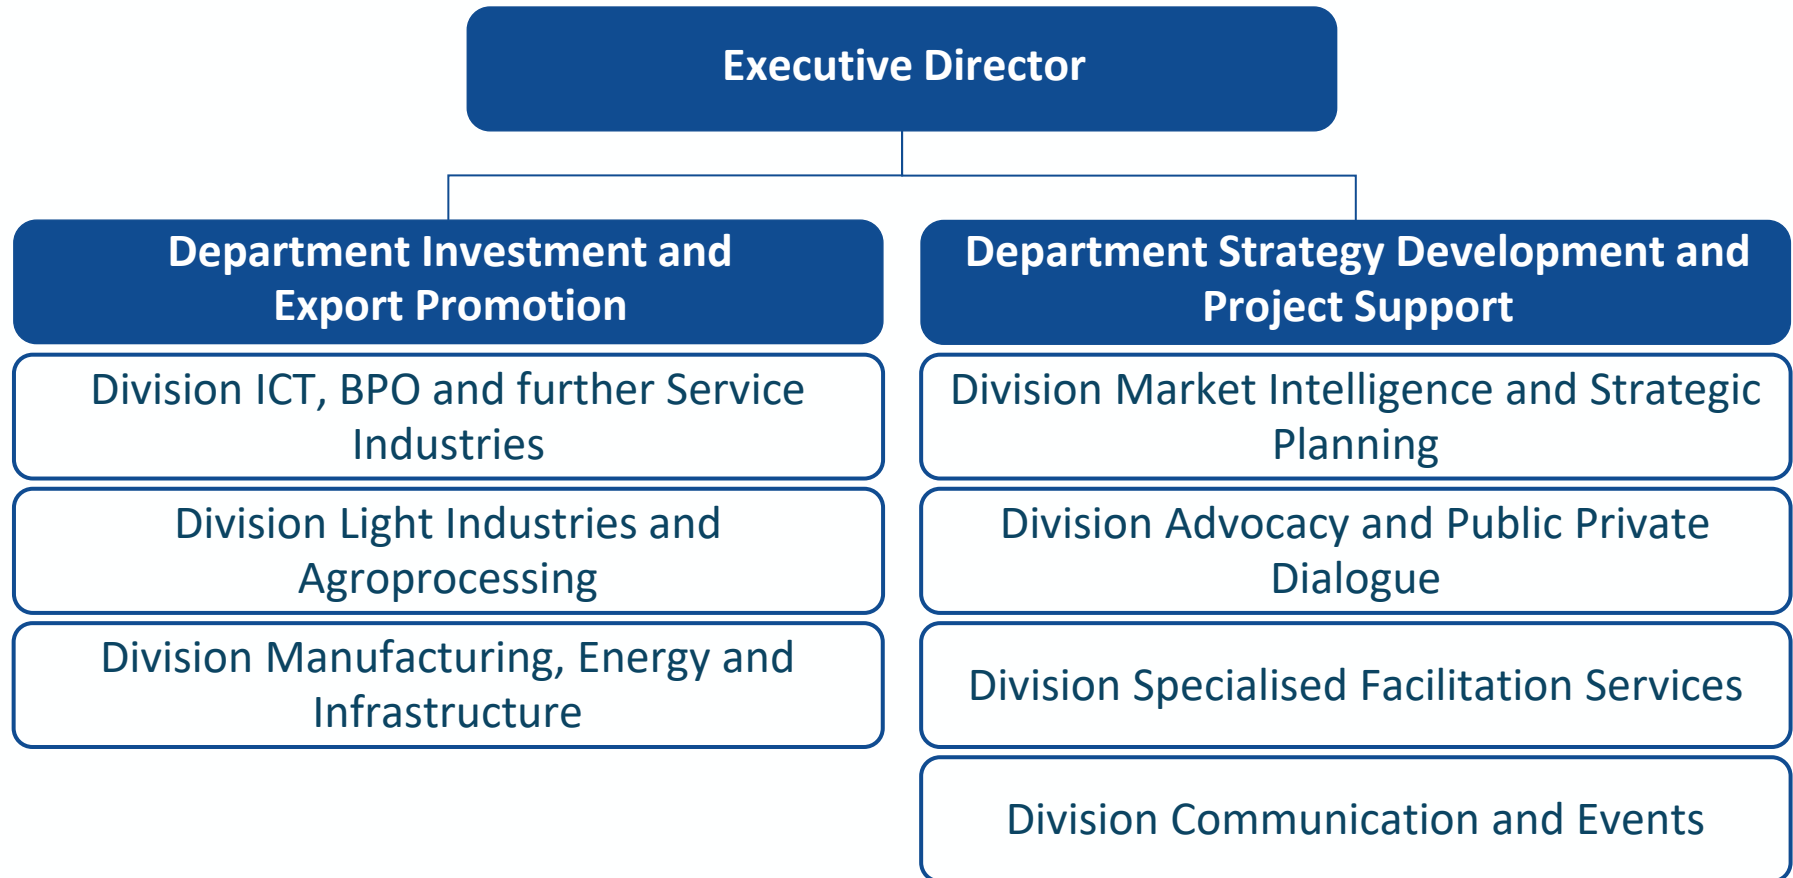 Executive Director
Department Investment and
Export Promotion
Division ICT, BPO and further Service
Industries
Division Light Industries and
Agroprocessing
Division Manufacturing, Energy and
Infrastructure
Department Strategy Development and
Project Support
Division Market Intelligence and Strategic
Planning
Division Advocacy and Public Private
Dialogue
Division Specialised Facilitation Services
Division Communication and Events